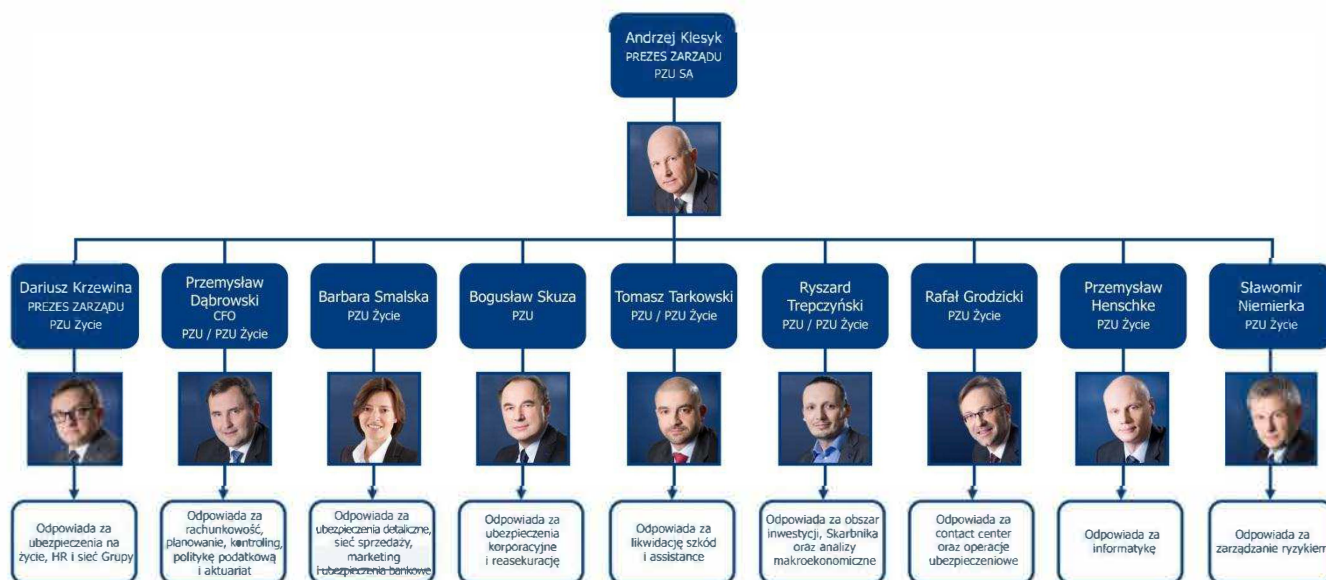 Andrzej Klesyk
PREZES ZARZĄDU
PZU SA
Dariusz Krzewina
PREZES ZARZĄDU
PZU Życie
Przemysław
Dąbrowski
CFO
PZU / PZU Życie
Barbara Smalska
PZU Życie
Bogusław Skuza
PZU
Tomasz Tarkowski
PZU / PZU Życie
Ryszard
Trepczyński
PZU / PZU Życie
Rafał Grodzicki
PZU Życie
Przemysław
Henschke
PZU Życie
Sławomir
Niemierka
PZU Życie
Odpowiada za
ubezpieczenia na
życie, HR i sieć Grupy
Odpowiada za
rachunkowość,
planowanie, kontroling,
politykę podatkową
i aktuariat
Odpowiada za
ubezpieczenia detaliczne,
sieć sprzedaży,
marketing
i ubezpieczenia bankowe
Odpowiada za
ubezpieczenia
korporacyjne
i reasekurację
Odpowiada za
likwidację szkód
i assistance
Odpowiada za obszar
inwestycji, Skarbnika
oraz analizy
makroekonomiczne
Odpowiada za
contact center
oraz operacje
ubezpieczeniowe
Odpowiada za
informatykę
Odpowiada za
zarządzanie ryzykiem